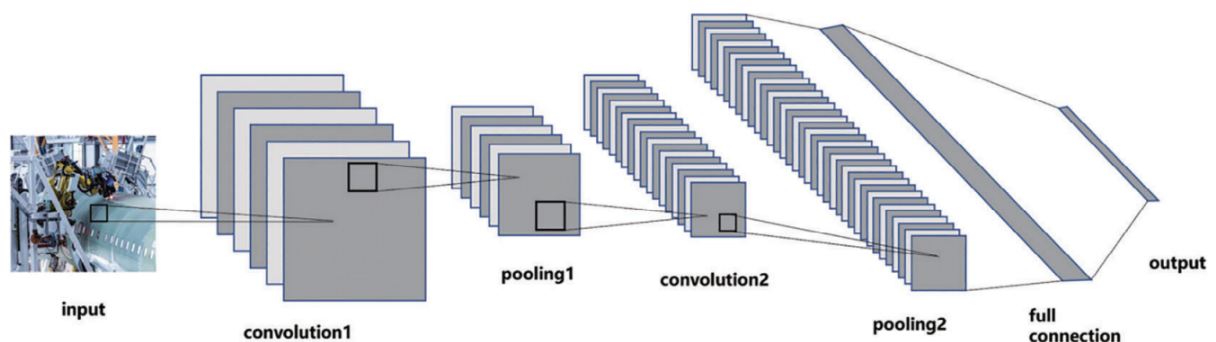 input
convolution1
pooling1
convolution2
pooling2
full
connection
output